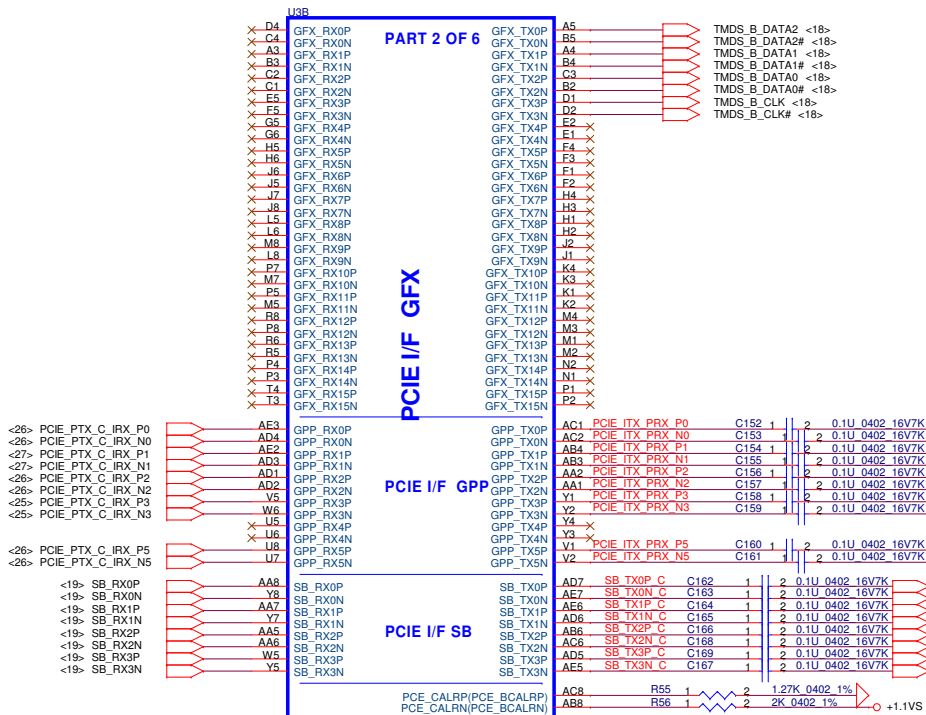 U3B
PART 2 OF 6
D4 GFX_RX0P GFX_TX0P A5 TMDS_B_DATA2 <18>
C4 GFX_RX0N GFX_TX0N B5 TMDS_B_DATA2# <18>
A3 GFX_RX1P GFX_TX1P A4 TMDS_B_DATA1 <18>
B3 GFX_RX1N GFX_TX1N B4 TMDS_B_DATA1# <18>
C2 GFX_RX2P GFX_TX2P C3 TMDS_B_DATA0 <18>
C1 GFX_RX2N GFX_TX2N B2 TMDS_B_DATA0# <18>
E5 GFX_RX3P GFX_TX3P D1 TMDS_B_CLK <18>
F5 GFX_RX3N GFX_TX3N D2 TMDS_B_CLK# <18>
G5 GFX_RX4P GFX_TX4P E2
G6 GFX_RX4N GFX_TX4N E1
H5 GFX_RX5P GFX_TX5P F4
H6 GFX_RX5N GFX_TX5N F3
J6 GFX_RX6P GFX_TX6P F1
J5 GFX_RX6N GFX_TX6N F2
J7 GFX_RX7P GFX_TX7P H4
J8 GFX_RX7N GFX_TX7N H3
L5 GFX_RX8P GFX_TX8P H1
L6 GFX_RX8N GFX_TX8N H2
M8 GFX_RX9P GFX_TX9P J2
L8 GFX_RX9N GFX_TX9N J1
P7 GFX_RX10P GFX_TX10P K4
M7 GFX_RX10N GFX_TX10N K3
P5 GFX_RX11P GFX_TX11P K1
M5 GFX_RX11N GFX_TX11N K2
R8 GFX_RX12P GFX_TX12P M4
P8 GFX_RX12N GFX_TX12N M3
R6 GFX_RX13P GFX_TX13P M1
R5 GFX_RX13N GFX_TX13N M2
P4 GFX_RX14P GFX_TX14P N2
P3 GFX_RX14N GFX_TX14N N1
T4 GFX_RX15P GFX_TX15P P1
T3 GFX_RX15N GFX_TX15N P2
PCIE I/F GFX
<26> PCIE_PTX_C_IRX_P0 AE3 GPP_RX0P GPP_TX0P AC1 PCIE_ITX_PRX_P0 C152 1 2 0.1U_0402_16V7K
<26> PCIE_PTX_C_IRX_N0 AD4 GPP_RX0N GPP_TX0N AC2 PCIE_ITX_PRX_N0 C153 1 2 0.1U_0402_16V7K
<27> PCIE_PTX_C_IRX_P1 AE2 GPP_RX1P GPP_TX1P AB4 PCIE_ITX_PRX_P1 C154 1 2 0.1U_0402_16V7K
<27> PCIE_PTX_C_IRX_N1 AD3 GPP_RX1N GPP_TX1N AB3 PCIE_ITX_PRX_N1 C155 1 2 0.1U_0402_16V7K
<26> PCIE_PTX_C_IRX_P2 AD1 GPP_RX2P GPP_TX2P AA2 PCIE_ITX_PRX_P2 C156 1 2 0.1U_0402_16V7K
<26> PCIE_PTX_C_IRX_N2 AD2 GPP_RX2N GPP_TX2N AA1 PCIE_ITX_PRX_N2 C157 1 2 0.1U_0402_16V7K
<25> PCIE_PTX_C_IRX_P3 V5 GPP_RX3P GPP_TX3P Y1 PCIE_ITX_PRX_P3 C158 1 2 0.1U_0402_16V7K
<25> PCIE_PTX_C_IRX_N3 W6 GPP_RX3N GPP_TX3N Y2 PCIE_ITX_PRX_N3 C159 1 2 0.1U_0402_16V7K
PCIE I/F GPP
U5 GPP_RX4P GPP_TX4P Y4
U6 GPP_RX4N GPP_TX4N Y3
<26> PCIE_PTX_C_IRX_P5 U8 GPP_RX5P GPP_TX5P V1 PCIE_ITX_PRX_P5 C160 1 2 0.1U_0402_16V7K
<26> PCIE_PTX_C_IRX_N5 U7 GPP_RX5N GPP_TX5N V2 PCIE_ITX_PRX_N5 C161 1 2 0.1U_0402_16V7K
<19> SB_RX0P AA8 SB_RX0P SB_TX0P AD7 SB_TX0P_C C162 1 2 0.1U_0402_16V7K
<19> SB_RX0N Y8 SB_RX0N SB_TX0N AE7 SB_TX0N_C C163 1 2 0.1U_0402_16V7K
<19> SB_RX1P AA7 SB_RX1P SB_TX1P AE6 SB_TX1P_C C164 1 2 0.1U_0402_16V7K
<19> SB_RX1N Y7 SB_RX1N SB_TX1N AD6 SB_TX1N_C C165 1 2 0.1U_0402_16V7K
<19> SB_RX2P AA5 SB_RX2P SB_TX2P AB6 SB_TX2P_C C166 1 2 0.1U_0402_16V7K
<19> SB_RX2N AA6 SB_RX2N SB_TX2N AC6 SB_TX2N_C C168 1 2 0.1U_0402_16V7K
<19> SB_RX3P W5 SB_RX3P SB_TX3P AD5 SB_TX3P_C C169 1 2 0.1U_0402_16V7K
<19> SB_RX3N Y5 SB_RX3N SB_TX3N AE5 SB_TX3N_C C167 1 2 0.1U_0402_16V7K
PCIE I/F SB
PCE_CALRP(PCE_BCALRP) AC8 R55 1 2 1.27K_0402_1%
PCE_CALRN(PCE_BCALRN) AB8 R56 1 2 2K_0402_1% +1.1VS